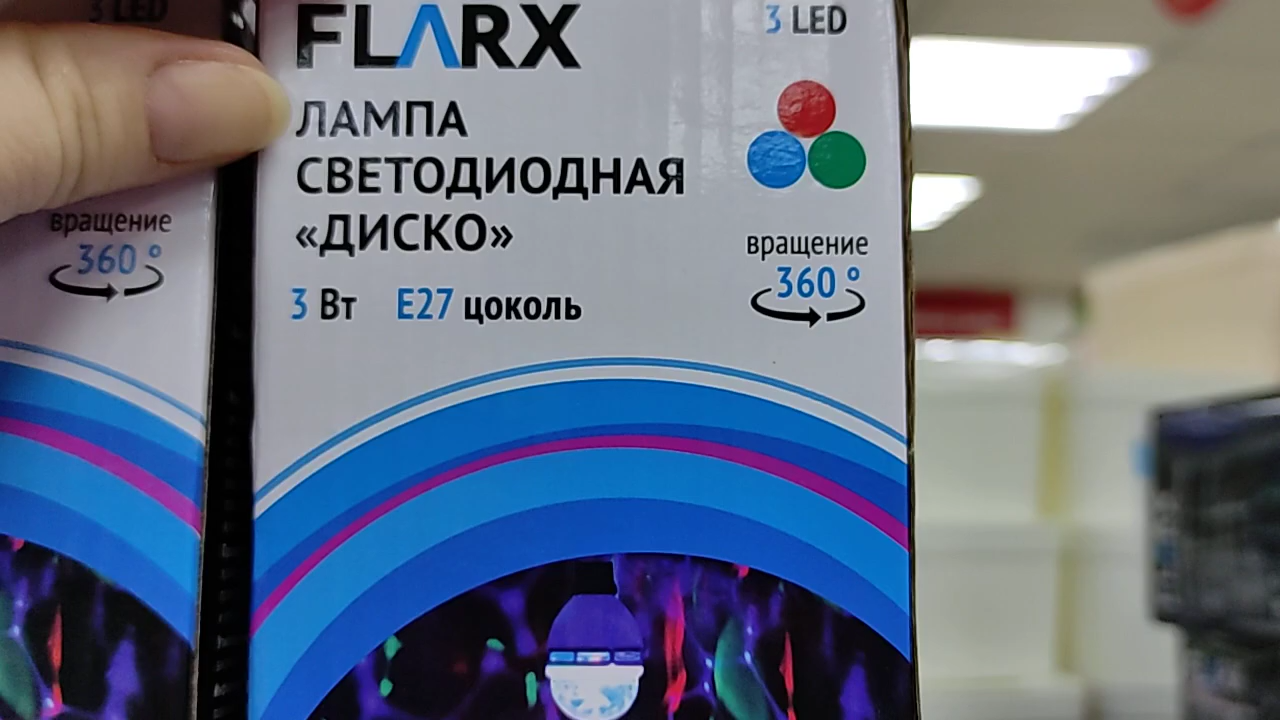 3 LED
вращение
360 °
FLARX
3 LED
ЛАМПА
СВЕТОДИОДНАЯ
«ДИСКО»
3 Вт E27 цоколь
вращение
360 °